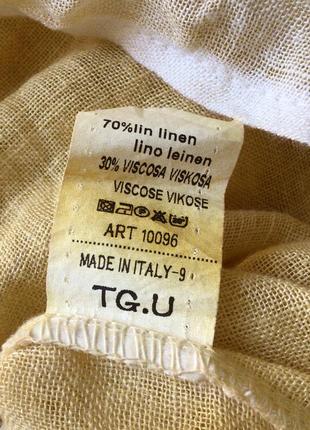 70%lin linen
lino leinen
30% VISCOSA VISKOSA
VISCOSE VIKOSE
ART 10096
MADE IN ITALY-9
TG.U